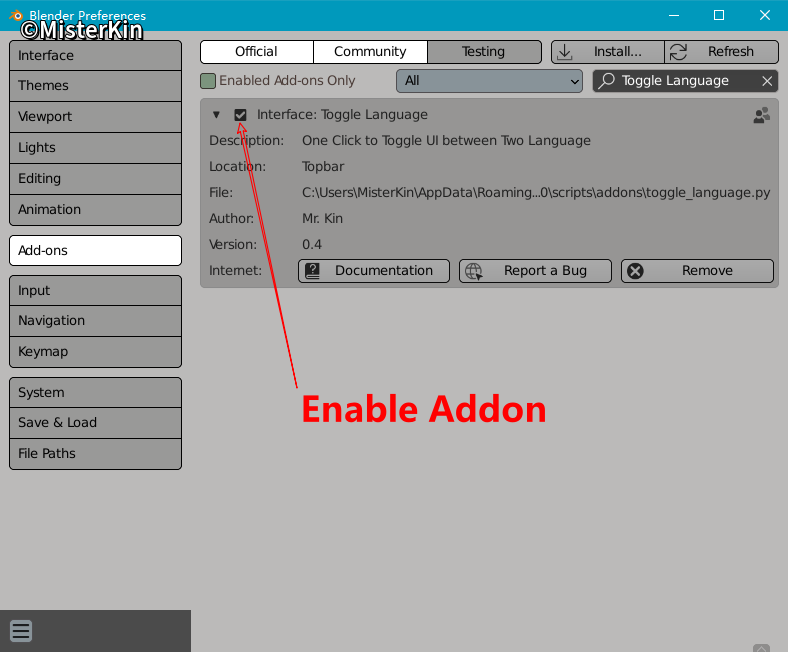 Blender Preferences
©MisterKin
Interface
Themes
Viewport
Lights
Editing
Animation
Add-ons
Input
Navigation
Keymap
System
Save & Load
File Paths
Official Community Testing Install... Refresh
Enabled Add-ons Only All Toggle Language
Interface: Toggle Language
Description: One Click to Toggle UI between Two Language
Location: Topbar
File: C:\Users\MisterKin\AppData\Roaming...0\scripts\addons\toggle_language.py
Author: Mr. Kin
Version: 0.4
Internet: Documentation Report a Bug Remove
Enable Addon